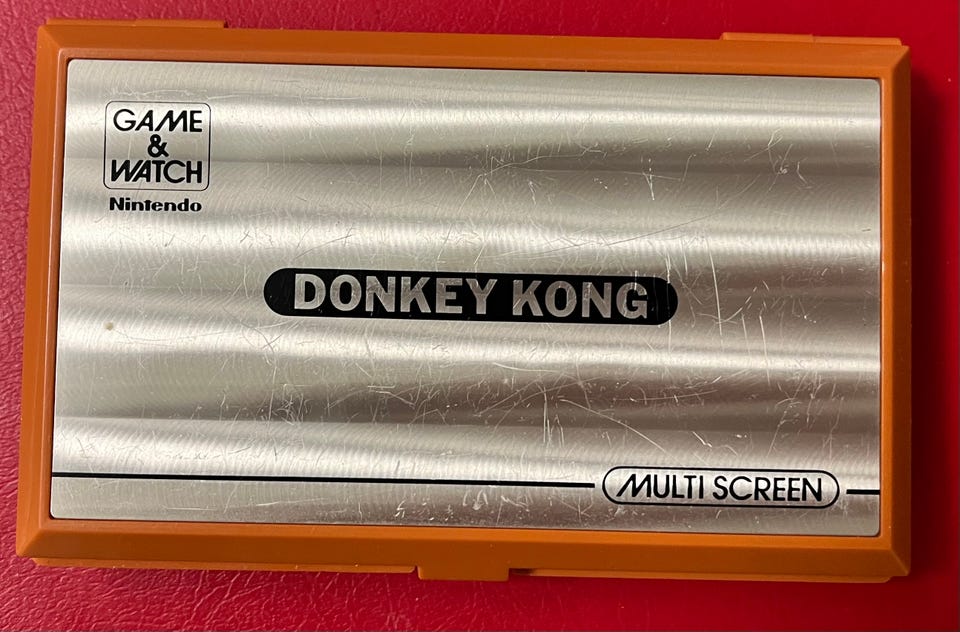 GAME
&
WATCH
Nintendo
DONKEY KONG
MULTI SCREEN